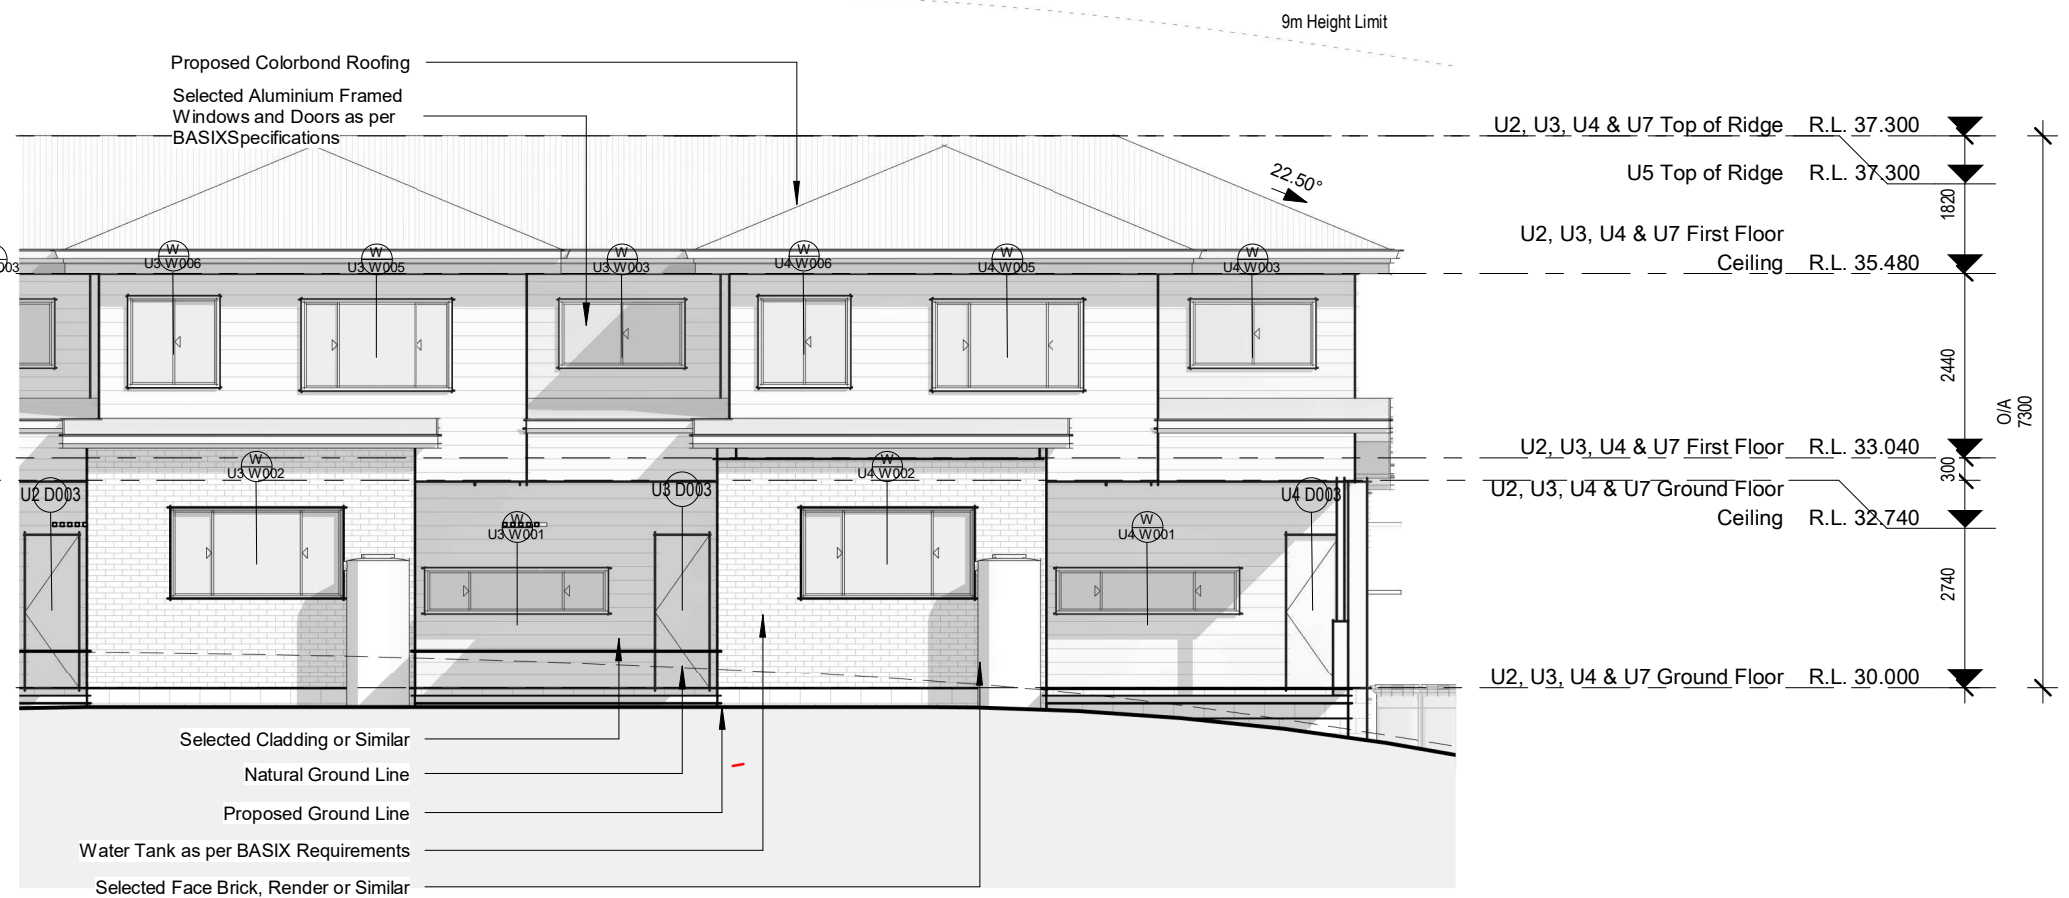 9m Height Limit
Proposed Colorbond Roofing
Selected Aluminium Framed
Windows and Doors as per
BASIXSpecifications
22.50°
U2, U3, U4 & U7 Top of Ridge R.L. 37.300
U5 Top of Ridge R.L. 37.300
1820
U2, U3, U4 & U7 First Floor
Ceiling R.L. 35.480
W
U3 W006
W
U3 W005
W
U3 W003
W
U4 W006
W
U4 W005
W
U4 W003
2440
O/A
7300
U2, U3, U4 & U7 First Floor R.L. 33.040
300
U2, U3, U4 & U7 Ground Floor
Ceiling R.L. 32.740
W
U3 W002
W
U4 W002
U2 D003
U3 D003
U4 D003
W
U3 W001
W
U4 W001
2740
U2, U3, U4 & U7 Ground Floor R.L. 30.000
Selected Cladding or Similar
Natural Ground Line
Proposed Ground Line
Water Tank as per BASIX Requirements
Selected Face Brick, Render or Similar